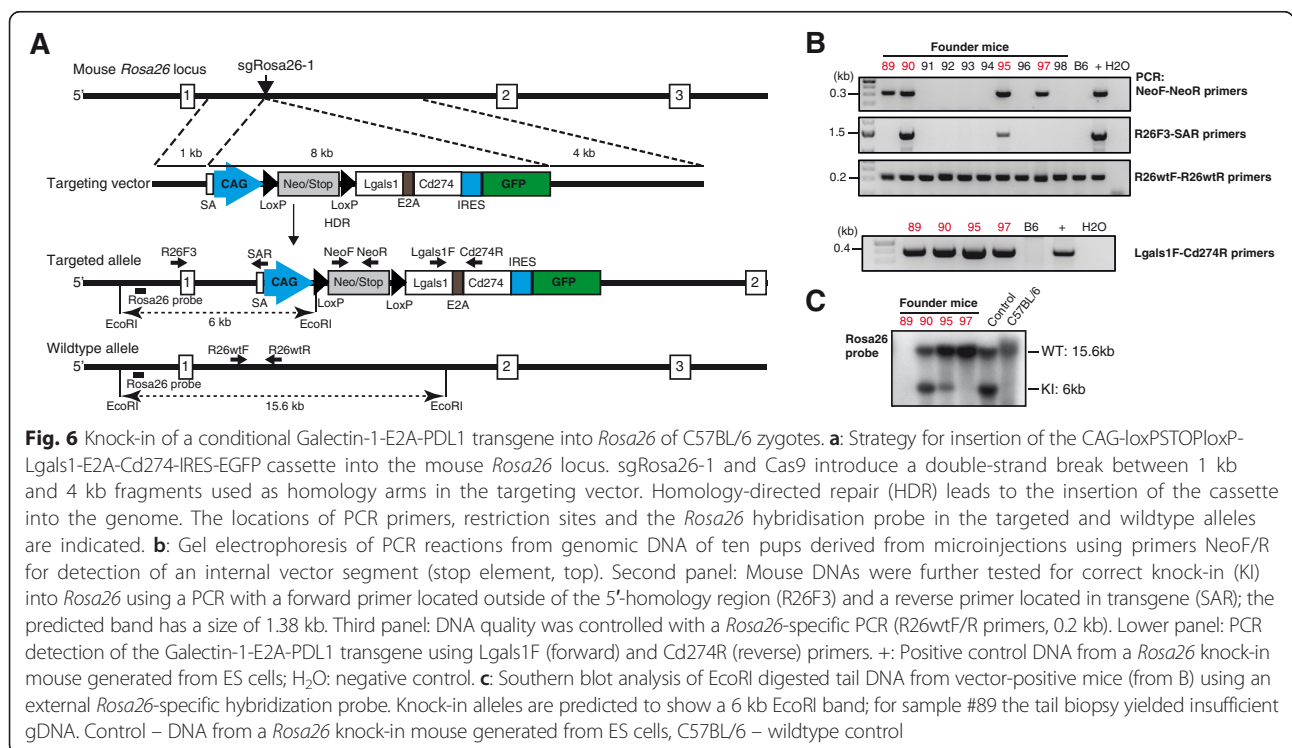 A
Mouse Rosa26 locus
sgRosa26-1
5'
1
2
3
1 kb
8 kb
4 kb
Targeting vector
CAG
Neo/Stop
Lgals1
Cd274
GFP
SA
LoxP
LoxP
E2A
IRES
HDR
Targeted allele
R26F3
SAR
NeoF
NeoR
Lgals1F
Cd274R
IRES
5'
1
CAG
Neo/Stop
Lgals1
Cd274
GFP
2
Rosa26 probe
SA
LoxP
LoxP
E2A
EcoRI
6 kb
EcoRI
Wildtype allele
R26wtF
R26wtR
5'
1
2
3
Rosa26 probe
EcoRI
15.6 kb
EcoRI
B
Founder mice
(kb)
89 90 91 92 93 94 95 96 97 98 B6 + H2O
PCR:
0.3
NeoF-NeoR primers
1.5
R26F3-SAR primers
0.2
R26wtF-R26wtR primers
(kb)
89 90 95 97 B6 + H2O
0.4
Lgals1F-Cd274R primers
C
Founder mice
89 90 95 97 Control C57BL/6
Rosa26
probe
WT: 15.6kb
KI: 6kb
Fig. 6 Knock-in of a conditional Galectin-1-E2A-PDL1 transgene into Rosa26 of C57BL/6 zygotes. a: Strategy for insertion of the CAG-loxPSTOPloxP-
Lgals1-E2A-Cd274-IRES-EGFP cassette into the mouse Rosa26 locus. sgRosa26-1 and Cas9 introduce a double-strand break between 1 kb
and 4 kb fragments used as homology arms in the targeting vector. Homology-directed repair (HDR) leads to the insertion of the cassette
into the genome. The locations of PCR primers, restriction sites and the Rosa26 hybridisation probe in the targeted and wildtype alleles
are indicated. b: Gel electrophoresis of PCR reactions from genomic DNA of ten pups derived from microinjections using primers NeoF/R
for detection of an internal vector segment (stop element, top). Second panel: Mouse DNAs were further tested for correct knock-in (KI)
into Rosa26 using a PCR with a forward primer located outside of the 5′-homology region (R26F3) and a reverse primer located in transgene (SAR); the
predicted band has a size of 1.38 kb. Third panel: DNA quality was controlled with a Rosa26-specific PCR (R26wtF/R primers, 0.2 kb). Lower panel: PCR
detection of the Galectin-1-E2A-PDL1 transgene using Lgals1F (forward) and Cd274R (reverse) primers. +: Positive control DNA from a Rosa26 knock-in
mouse generated from ES cells; H₂O: negative control. c: Southern blot analysis of EcoRI digested tail DNA from vector-positive mice (from B) using an
external Rosa26-specific hybridization probe. Knock-in alleles are predicted to show a 6 kb EcoRI band; for sample #89 the tail biopsy yielded insufficient
gDNA. Control – DNA from a Rosa26 knock-in mouse generated from ES cells, C57BL/6 – wildtype control